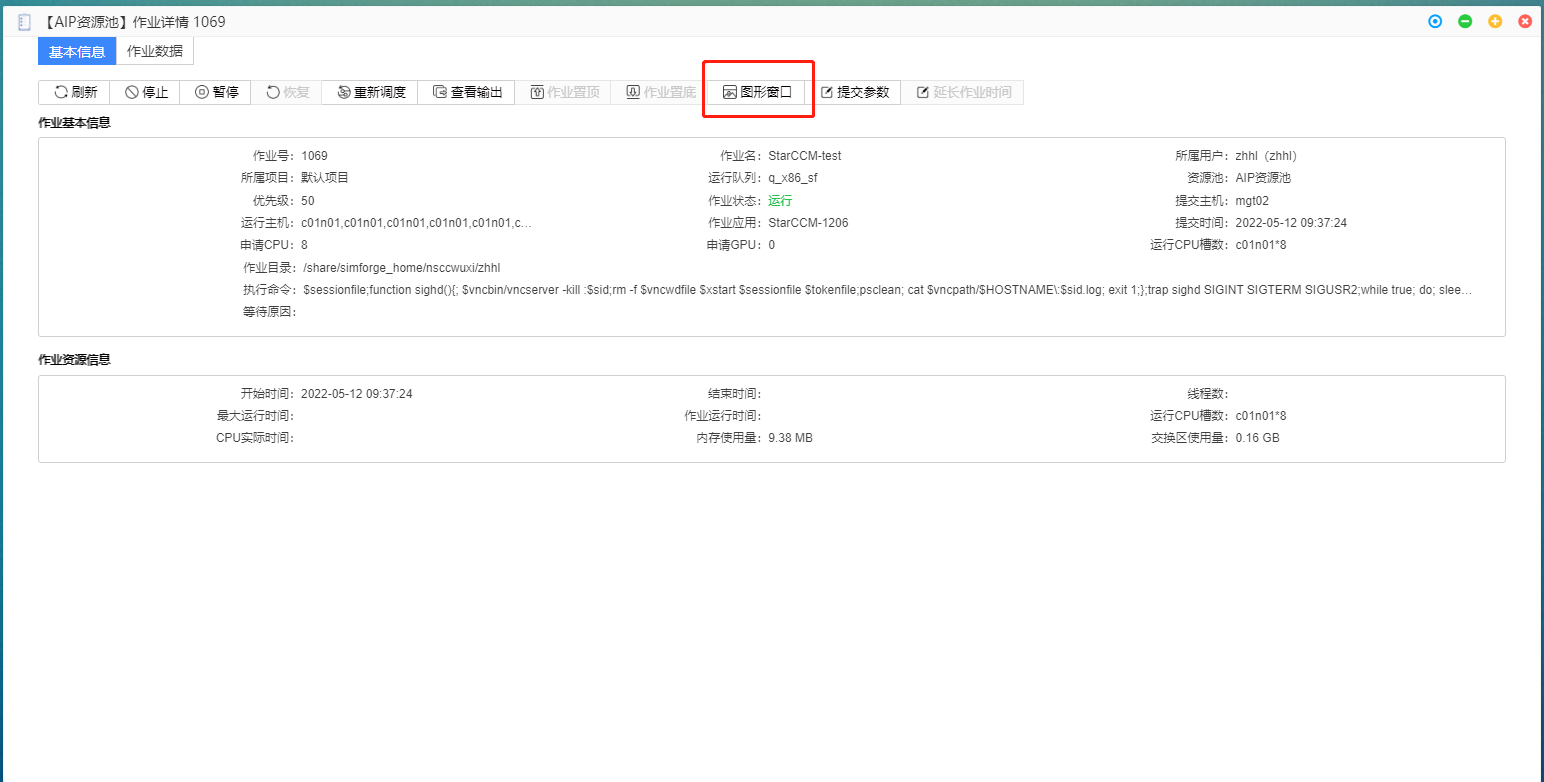 【AIP资源池】作业详情 1069
基本信息 作业数据
刷新 停止 暂停 恢复 重新调度 查看输出 作业置顶 作业置底 图形窗口 提交参数 延长作业时间
作业基本信息
作业号： 1069 作业名： StarCCM-test 所属用户： zhhl（zhhl）
所属项目： 默认项目 运行队列： q_x86_sf 资源池： AIP资源池
优先级： 50 作业状态： 运行 提交主机： mgt02
运行主机： c01n01,c01n01,c01n01,c01n01,c01n01,c... 作业应用： StarCCM-1206 提交时间： 2022-05-12 09:37:24
申请CPU： 8 申请GPU： 0 运行CPU槽数： c01n01*8
作业目录： /share/simforge_home/nsccwuxi/zhhl
执行命令： $sessionfile;function sighd(){; $vncbin/vncserver -kill :$sid;rm -f $vncwdfile $xstart $sessionfile $tokenfile;psclean; cat $vncpath/$HOSTNAME\:$sid.log; exit 1;};trap sighd SIGINT SIGTERM SIGUSR2;while true; do; slee...
等待原因：
作业资源信息
开始时间： 2022-05-12 09:37:24 结束时间： 线程数：
最大运行时间： 作业运行时间： 运行CPU槽数： c01n01*8
CPU实际时间： 内存使用量： 9.38 MB 交换区使用量： 0.16 GB